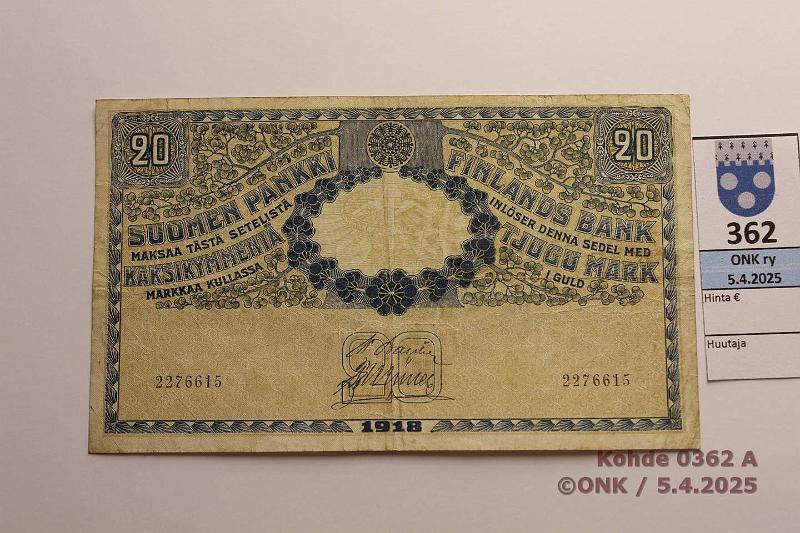 20
20
SUOMEN PANKKI
MAKSAA TÄSTÄ SETELISTÄ
KAKSIKYMMENTÄ
MARKKAA KULLASSA
FINLANDS BANK
INLÖSER DENNA SEDEL MED
TJUGU MARK
I GULD
2276615
2276615
1918
362
ONK ry
5.4.2025
Hinta €
Huutaja
Kohde 0362 A
©ONK / 5.4.2025